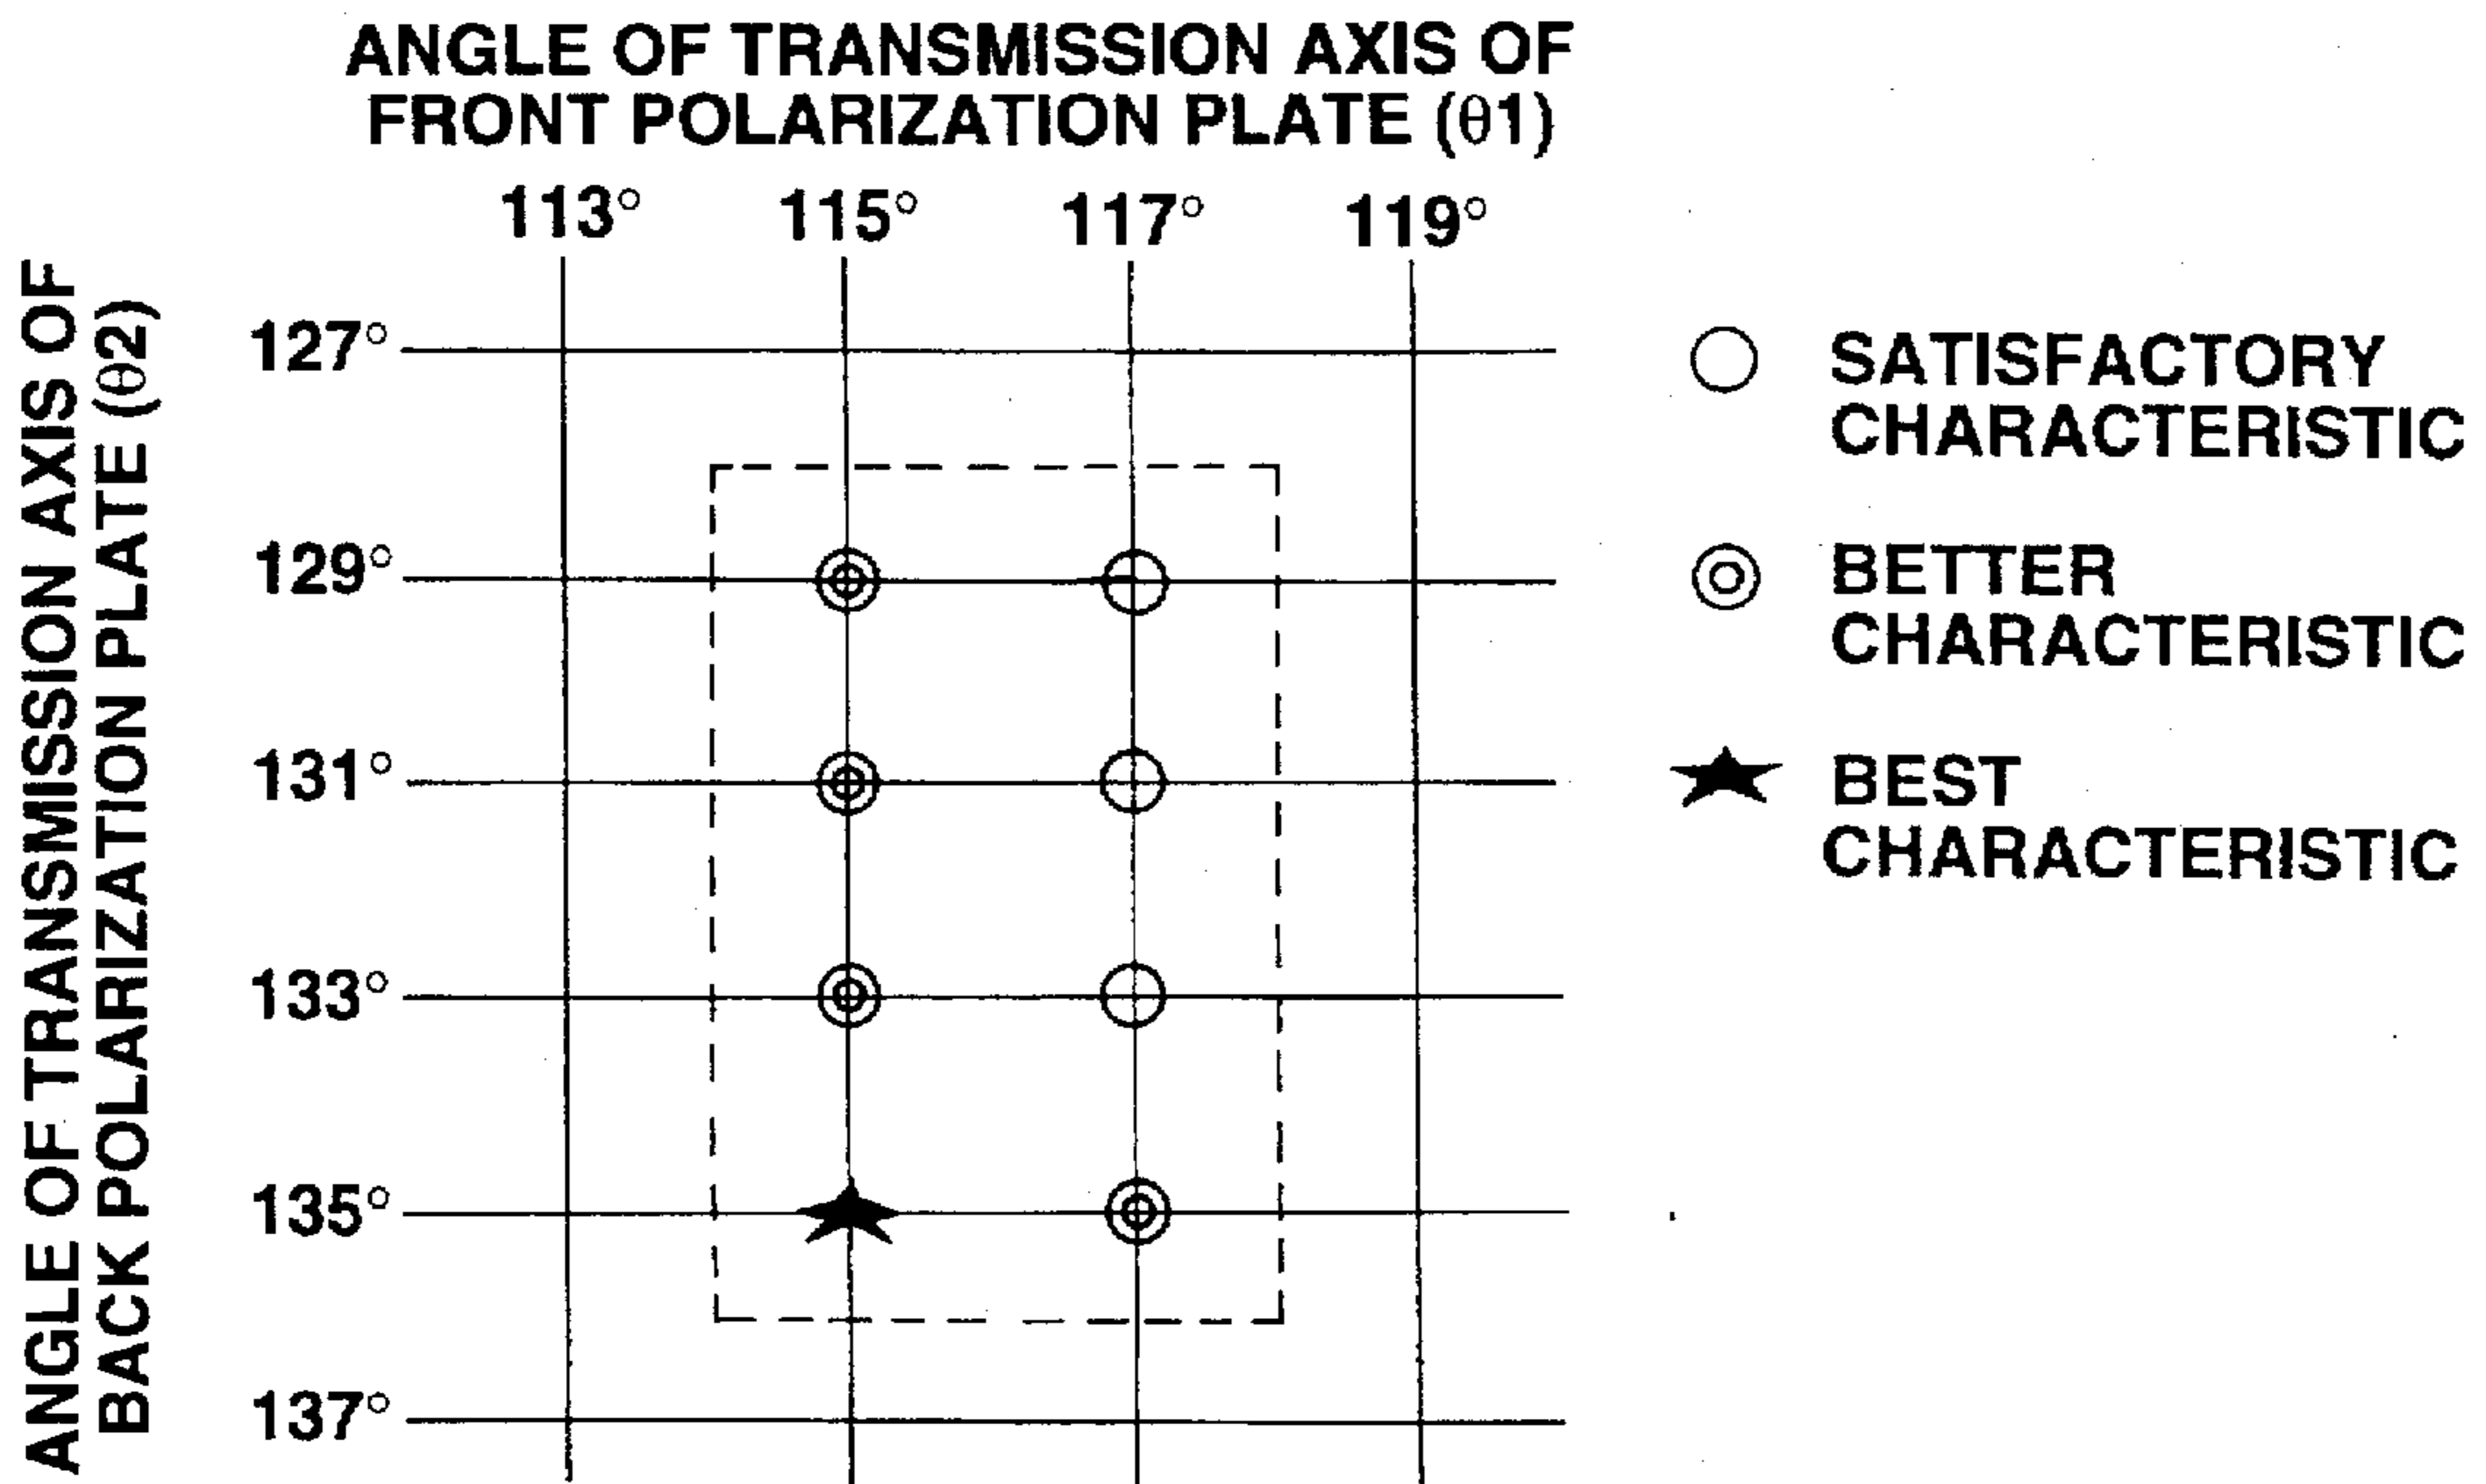 ANGLE OF TRANSMISSION AXIS OF
FRONT POLARIZATION PLATE (θ1)
113° 115° 117° 119°
ANGLE OF TRANSMISSION AXIS OF
BACK POLARIZATION PLATE (θ2)
127°
129°
131°
133°
135°
137°
SATISFACTORY
CHARACTERISTIC
BETTER
CHARACTERISTIC
BEST
CHARACTERISTIC